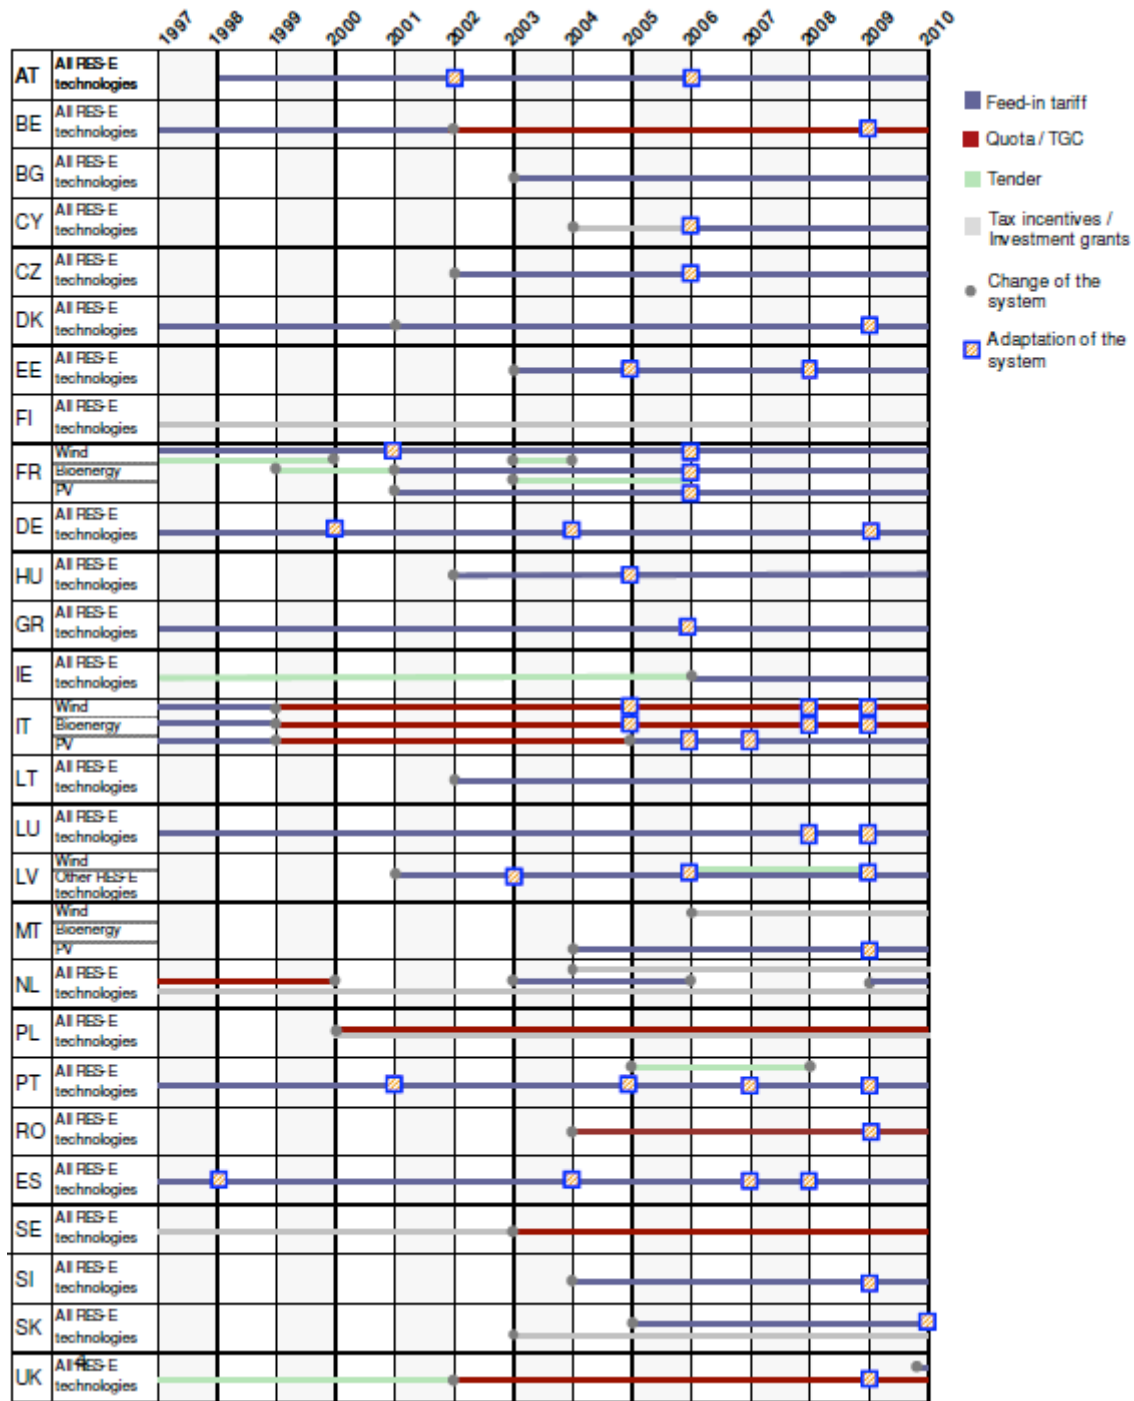 1997 1998 1999 2000 2001 2002 2003 2004 2005 2006 2007 2008 2009 2010
AT All RES-E
technologies
BE All RES-E
technologies
BG All RES-E
technologies
CY All RES-E
technologies
CZ All RES-E
technologies
DK All RES-E
technologies
EE All RES-E
technologies
FI All RES-E
technologies
FR Wind
Bioenergy
PV
DE All RES-E
technologies
HU All RES-E
technologies
GR All RES-E
technologies
IE All RES-E
technologies
IT Wind
Bioenergy
PV
LT All RES-E
technologies
LU All RES-E
technologies
LV Wind
Other RES-E
technologies
MT Wind
Bioenergy
PV
NL All RES-E
technologies
PL All RES-E
technologies
PT All RES-E
technologies
RO All RES-E
technologies
ES All RES-E
technologies
SE All RES-E
technologies
SI All RES-E
technologies
SK All RES-E
technologies
UK All RES-E
technologies
4
Feed-in tariff
Quota / TGC
Tender
Tax incentives /
Investment grants
Change of the
system
Adaptation of the
system